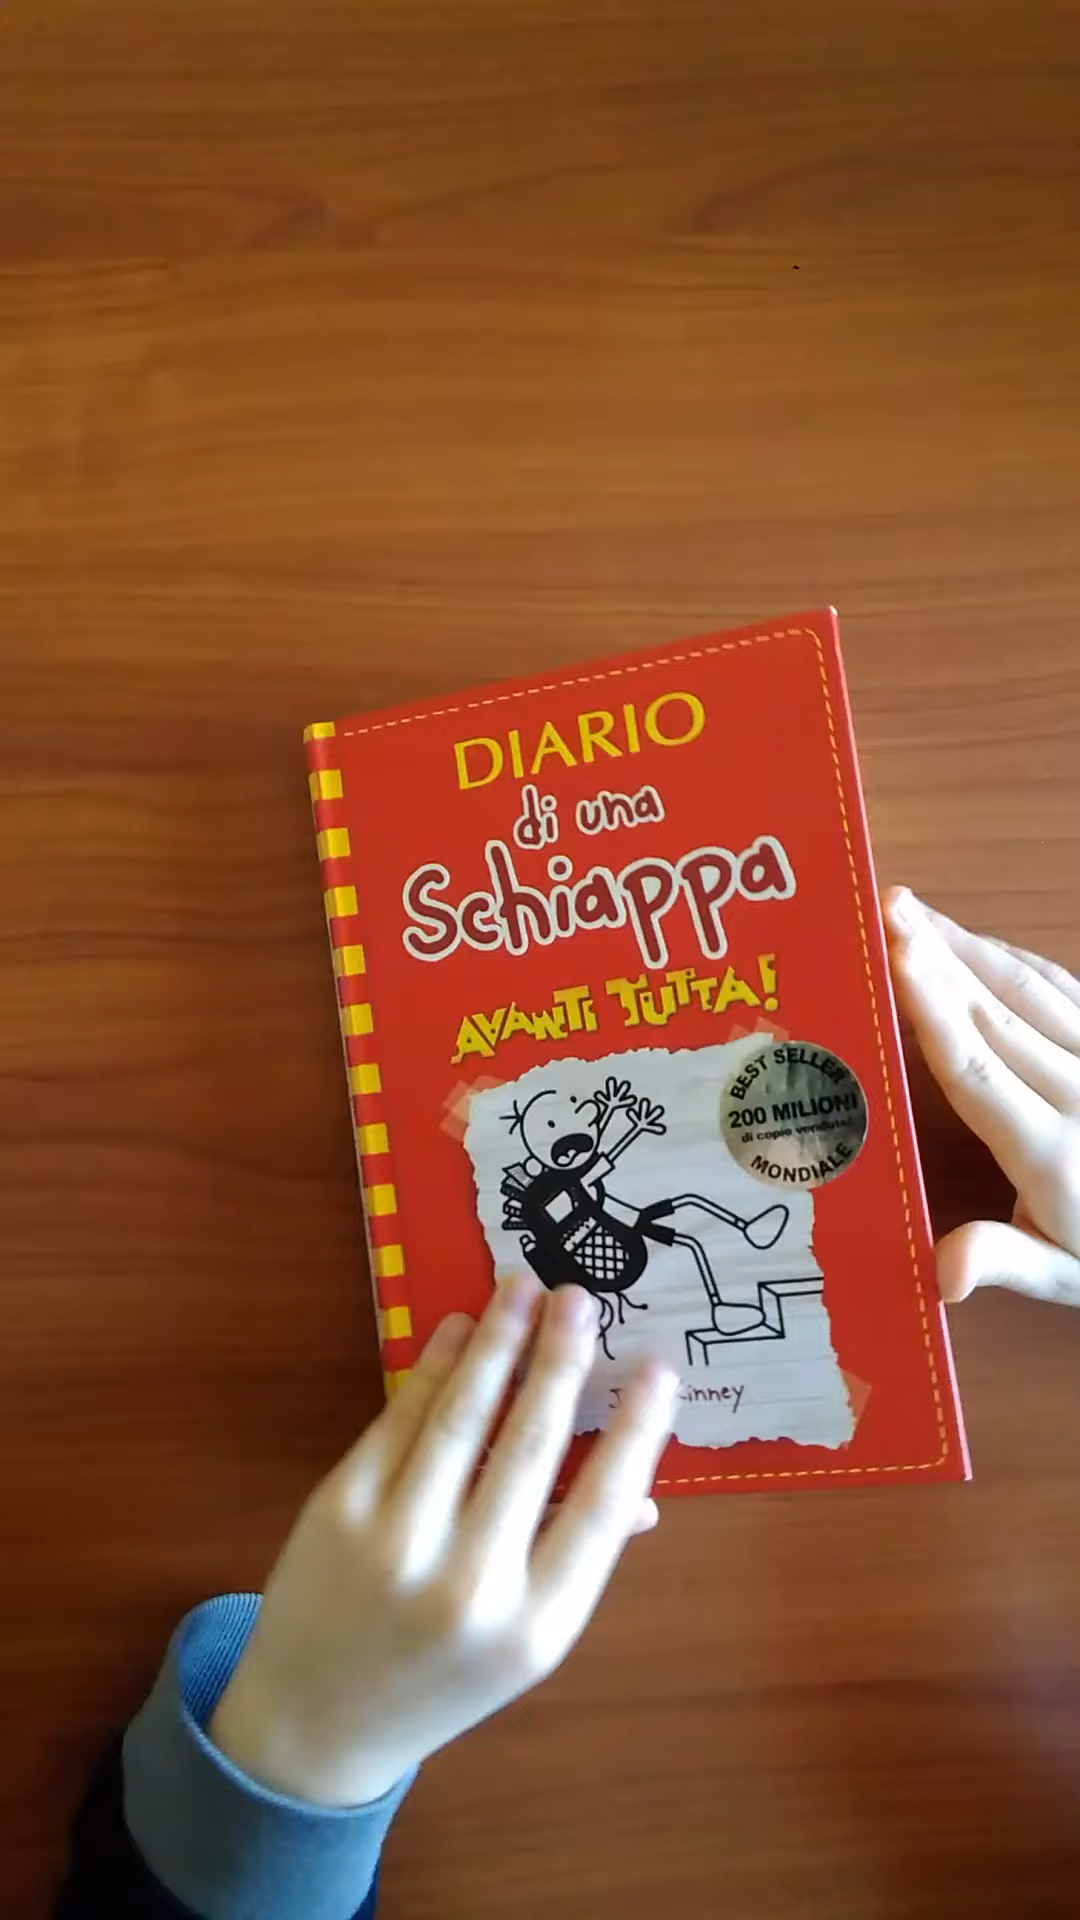 DIARIO
di una
Schiappa
AVANTI TUTTA!
BEST SELLER
200 MILIONI
di copie vendute!
MONDIALE